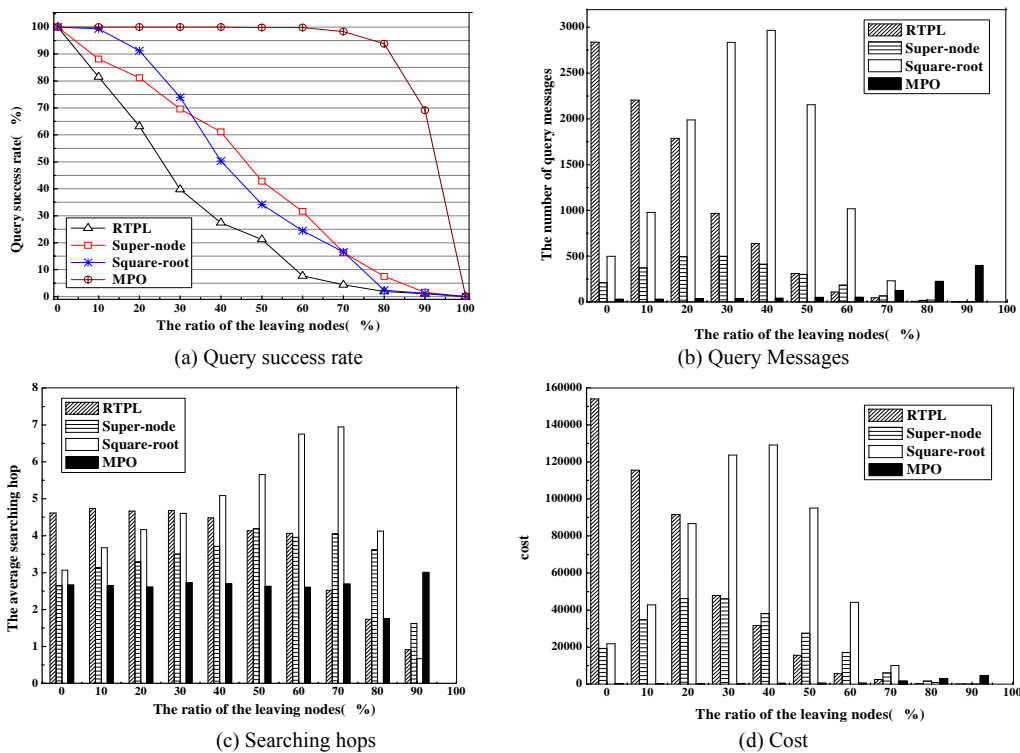 Query success rate( %)
100
90
80
70
60
50
40
30
20
10
0
RTPL
Super-node
Square-root
MPO
0 10 20 30 40 50 60 70 80 90 100
The ratio of the leaving nodes( %)
(a) Query success rate
The number of query messages
3000
2500
2000
1500
1000
500
0
RTPL
Super-node
Square-root
MPO
0 10 20 30 40 50 60 70 80 90 100
The ratio of the leaving nodes( %)
(b) Query Messages
The average searching hop
8
7
6
5
4
3
2
1
0
RTPL
Super-node
Square-root
MPO
0 10 20 30 40 50 60 70 80 90 100
The ratio of the leaving nodes( %)
(c) Searching hops
cost
160000
140000
120000
100000
80000
60000
40000
20000
0
RTPL
Super-node
Square-root
MPO
0 10 20 30 40 50 60 70 80 90 100
The ratio of the leaving nodes( %)
(d) Cost